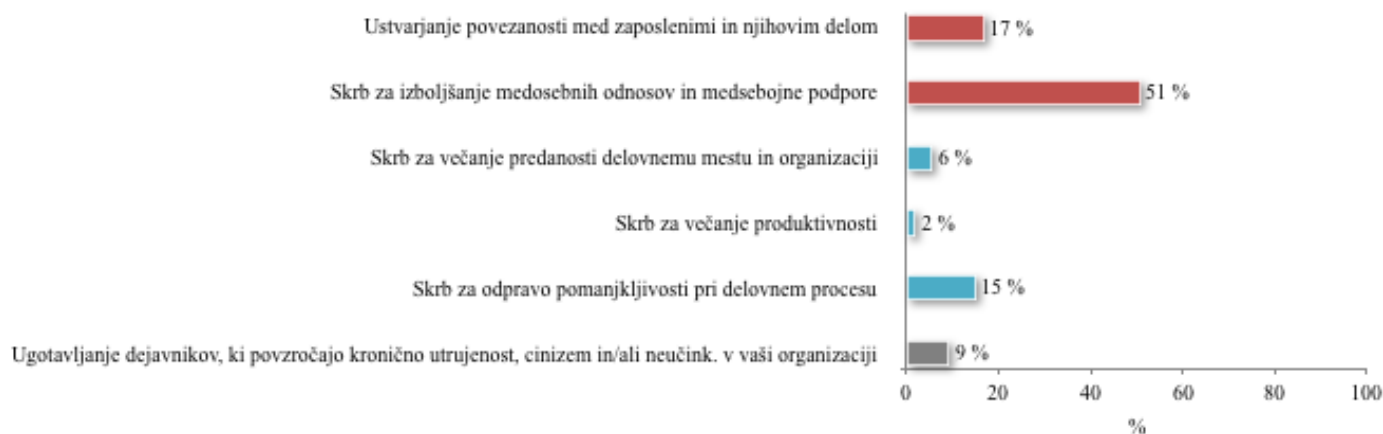 Ustvarjanje povezanosti med zaposlenimi in njihovim delom 17 %
Skrb za izboljšanje medosebnih odnosov in medsebojne podpore 51 %
Skrb za večanje predanosti delovnemu mestu in organizaciji 6 %
Skrb za večanje produktivnosti 2 %
Skrb za odpravo pomanjkljivosti pri delovnem procesu 15 %
Ugotavljanje dejavnikov, ki povzročajo kronično utrujenost, cinizem in/ali neučink. v vaši organizaciji 9 %
0 20 40 60 80 100
%